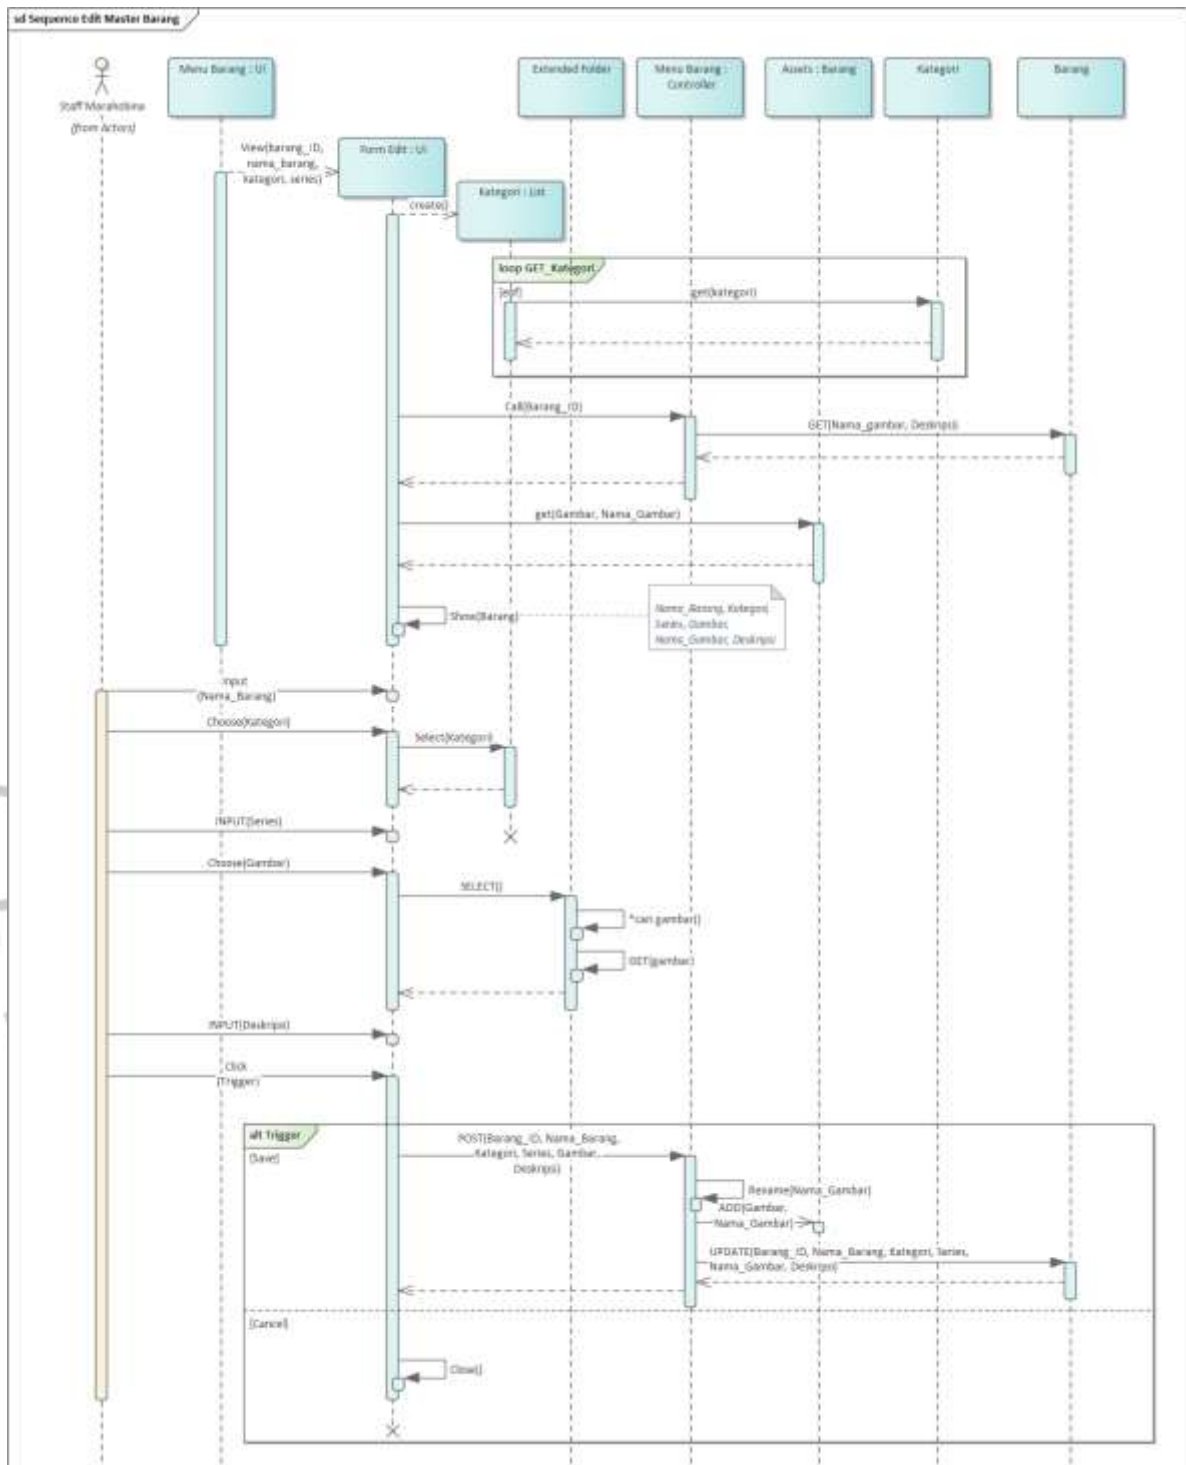 sd Sequence Edit Master Barang
Staff Marakobina
(from Actors)
Menu Barang : UI
Extended Folder
Menu Barang :
Controller
Assets : Barang
Kategori
Barang
View(barang_ID,
nama_barang,
kategori, series)
Form Edit : UI
create()
Kategori : List
loop GET_Kategori
[eof]
get(kategori)
Call(Barang_ID)
GET(Nama_gambar, Deskripsi)
get(Gambar, Nama_Gambar)
Show(Barang)
Nama_Barang, Kategori,
Series, Gambar,
Nama_Gambar, Deskripsi
Input
(Nama_Barang)
Choose(Kategori)
Select(Kategori)
INPUT(Series)
Choose(Gambar)
SELECT()
*cari gambar()
GET(gambar)
INPUT(Deskripsi)
Click
(Trigger)
alt Trigger
[Save]
POST(Barang_ID, Nama_Barang,
Kategori, Series, Gambar,
Deskripsi)
Rename(Nama_Gambar)
ADD(Gambar,
Nama_Gambar)
UPDATE(Barang_ID, Nama_Barang, Kategori, Series,
Nama_Gambar, Deskripsi)
[Cancel]
Close()